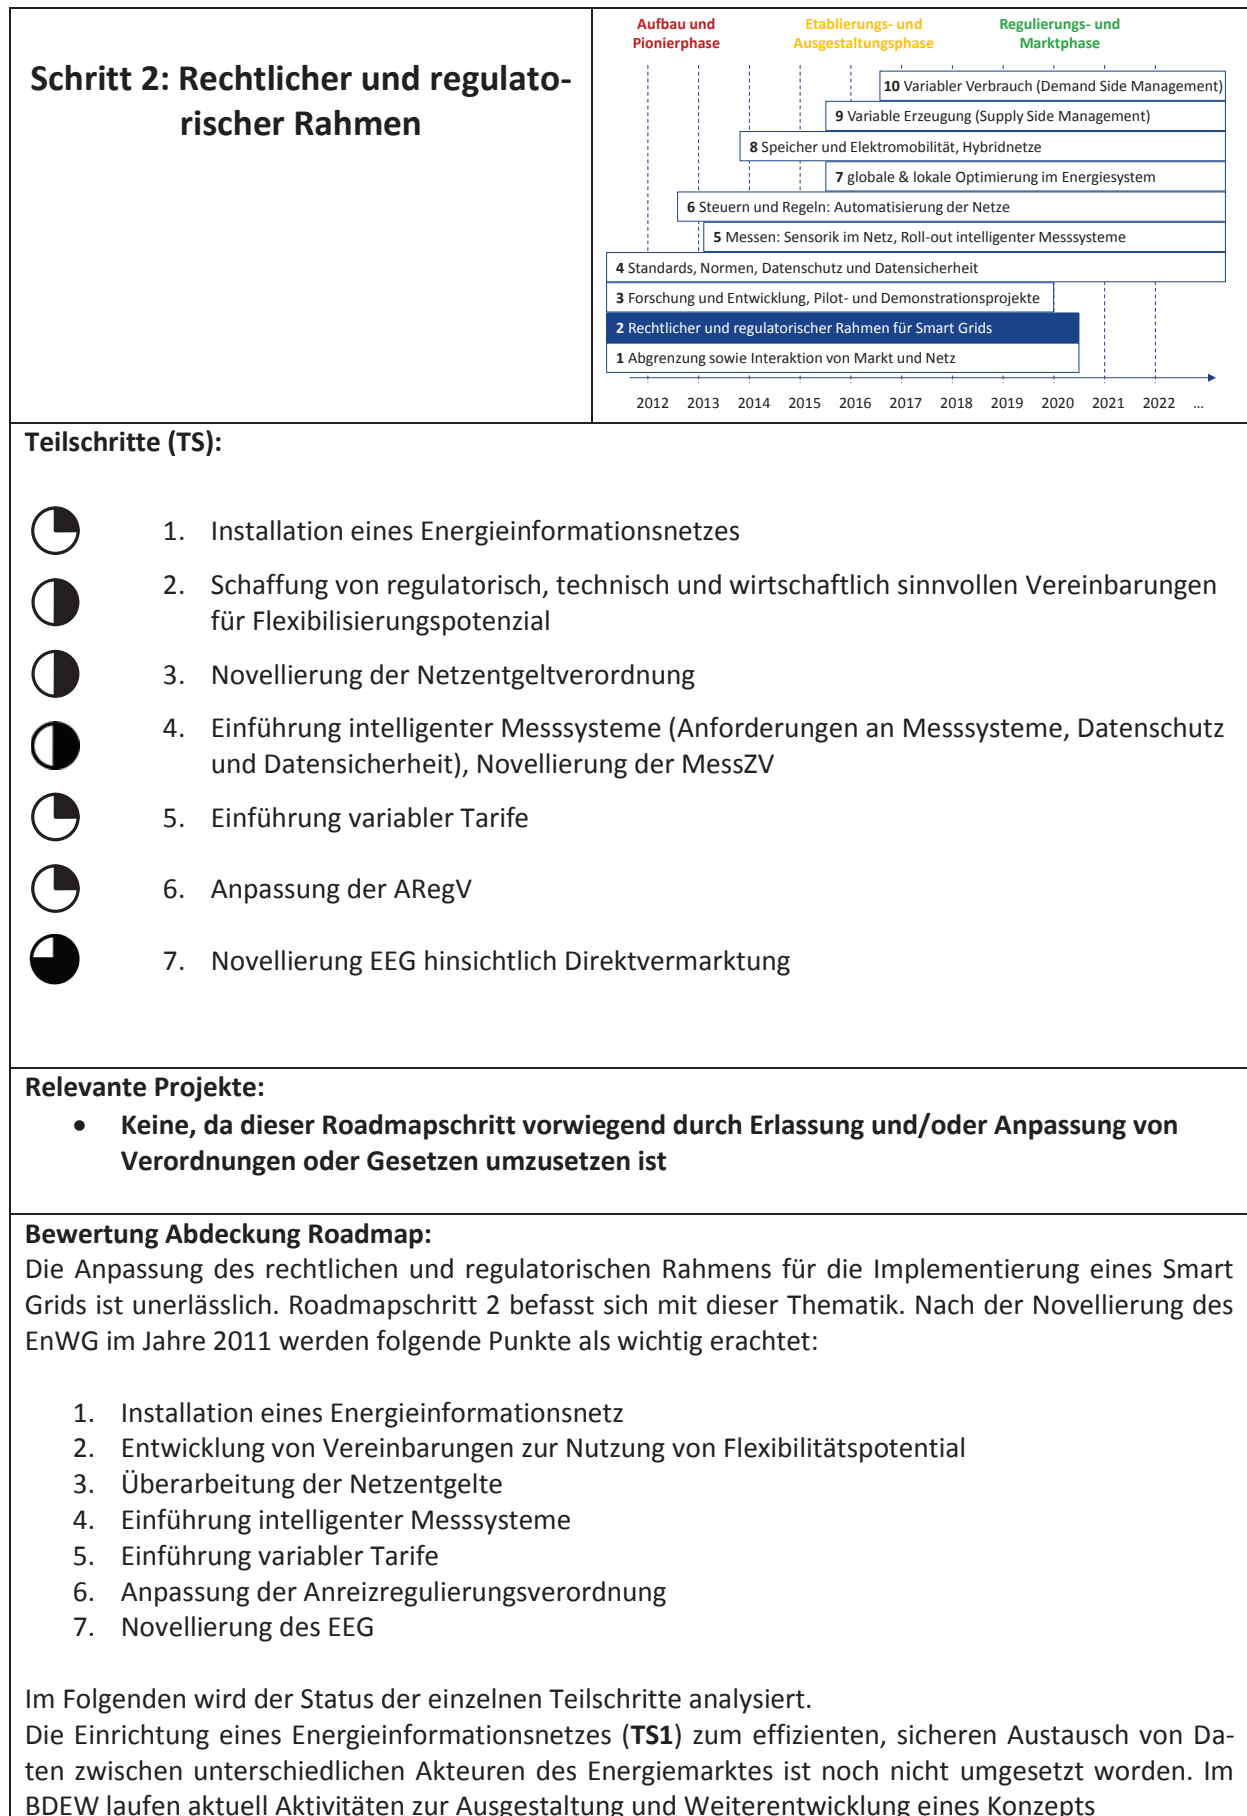 Schritt 2: Rechtlicher und regulato-
rischer Rahmen
Aufbau und
Pionierphase
Etablierungs- und
Ausgestaltungsphase
Regulierungs- und
Marktphase
10 Variabler Verbrauch (Demand Side Management)
9 Variable Erzeugung (Supply Side Management)
8 Speicher und Elektromobilität, Hybridnetze
7 globale & lokale Optimierung im Energiesystem
6 Steuern und Regeln: Automatisierung der Netze
5 Messen: Sensorik im Netz, Roll-out intelligenter Messsysteme
4 Standards, Normen, Datenschutz und Datensicherheit
3 Forschung und Entwicklung, Pilot- und Demonstrationsprojekte
2 Rechtlicher und regulatorischer Rahmen für Smart Grids
1 Abgrenzung sowie Interaktion von Markt und Netz
2012 2013 2014 2015 2016 2017 2018 2019 2020 2021 2022 ...
Teilschritte (TS):
1. Installation eines Energieinformationsnetzes
2. Schaffung von regulatorisch, technisch und wirtschaftlich sinnvollen Vereinbarungen
für Flexibilisierungspotenzial
3. Novellierung der Netzentgeltverordnung
4. Einführung intelligenter Messsysteme (Anforderungen an Messsysteme, Datenschutz
und Datensicherheit), Novellierung der MessZV
5. Einführung variabler Tarife
6. Anpassung der ARegV
7. Novellierung EEG hinsichtlich Direktvermarktung
Relevante Projekte:
• Keine, da dieser Roadmapschritt vorwiegend durch Erlassung und/oder Anpassung von
Verordnungen oder Gesetzen umzusetzen ist
Bewertung Abdeckung Roadmap:
Die Anpassung des rechtlichen und regulatorischen Rahmens für die Implementierung eines Smart
Grids ist unerlässlich. Roadmapschritt 2 befasst sich mit dieser Thematik. Nach der Novellierung des
EnWG im Jahre 2011 werden folgende Punkte als wichtig erachtet:
1. Installation eines Energieinformationsnetz
2. Entwicklung von Vereinbarungen zur Nutzung von Flexibilitätspotential
3. Überarbeitung der Netzentgelte
4. Einführung intelligenter Messsysteme
5. Einführung variabler Tarife
6. Anpassung der Anreizregulierungsverordnung
7. Novellierung des EEG
Im Folgenden wird der Status der einzelnen Teilschritte analysiert.
Die Einrichtung eines Energieinformationsnetzes (TS1) zum effizienten, sicheren Austausch von Da-
ten zwischen unterschiedlichen Akteuren des Energiemarktes ist noch nicht umgesetzt worden. Im
BDEW laufen aktuell Aktivitäten zur Ausgestaltung und Weiterentwicklung eines Konzepts